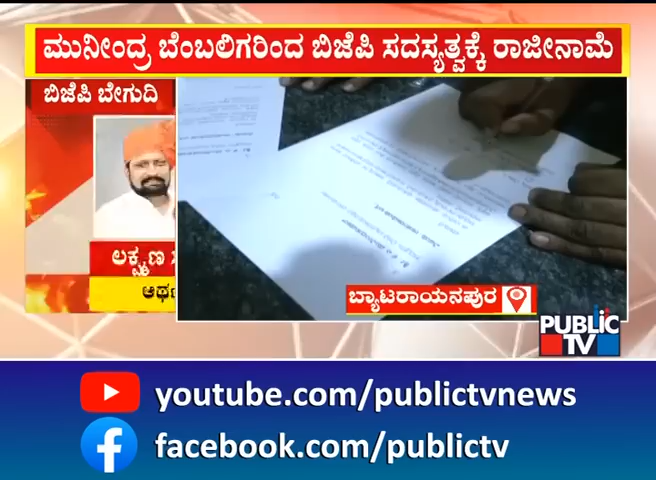 ಮುನೀಂದ್ರ ಬೆಂಬಲಿಗರಿಂದ ಬಿಜೆಪಿ ಸದಸ್ಯತ್ವಕ್ಕೆ ರಾಜೀನಾಮೆ
ಬಿಜೆಪಿ ಬೇಗುದಿ
ಲಕ್ಷ್ಮಣ
ಬ್ಯಾಟರಾಯನಪುರ
PUBLiC
TV
youtube.com/publictvnews
facebook.com/publictv